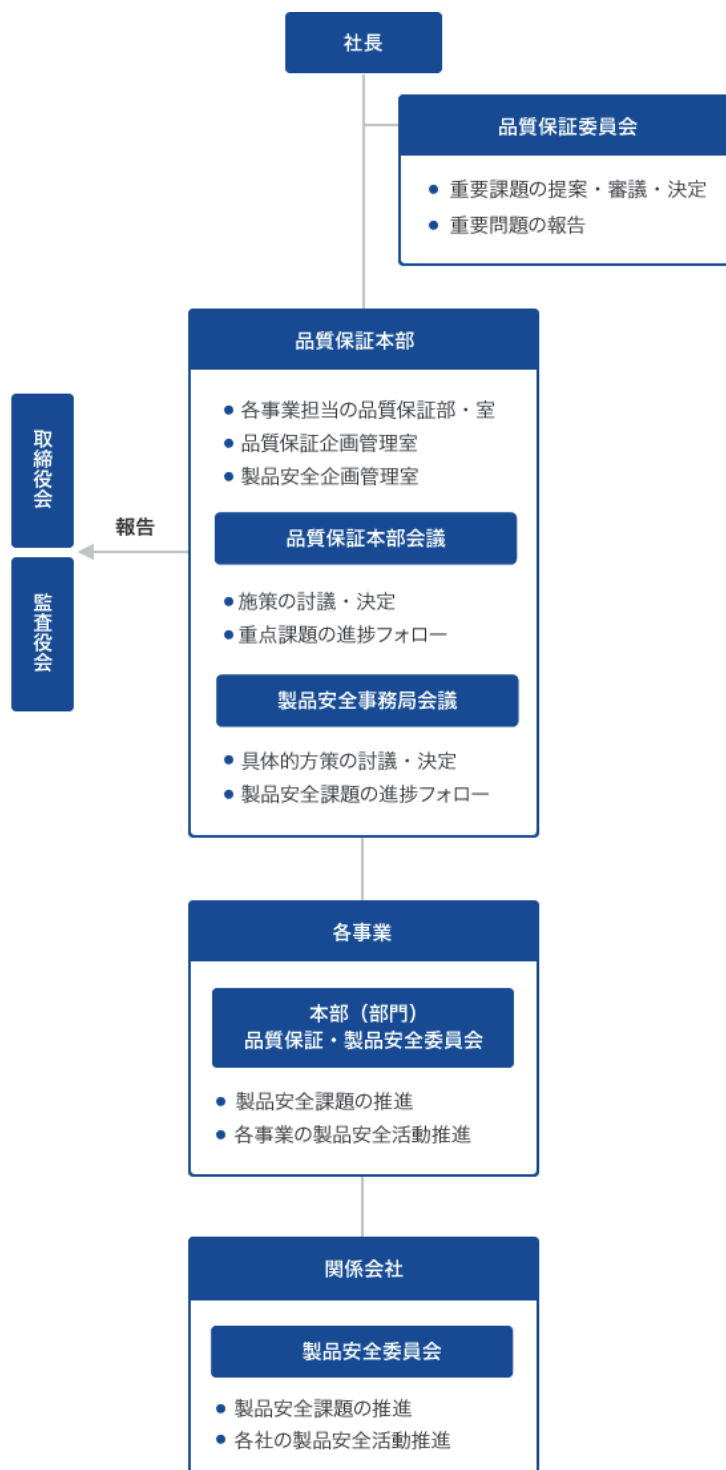 社長
品質保証委員会
● 重要課題の提案・審議・決定
● 重要問題の報告
品質保証本部
● 各事業担当の品質保証部・室
● 品質保証企画管理室
● 製品安全企画管理室
品質保証本部会議
● 施策の討議・決定
● 重点課題の進捗フォロー
製品安全事務局会議
● 具体的方策の討議・決定
● 製品安全課題の進捗フォロー
報告
取締役会
監査役会
各事業
本部（部門）
品質保証・製品安全委員会
● 製品安全課題の推進
● 各事業の製品安全活動推進
関係会社
製品安全委員会
● 製品安全課題の推進
● 各社の製品安全活動推進